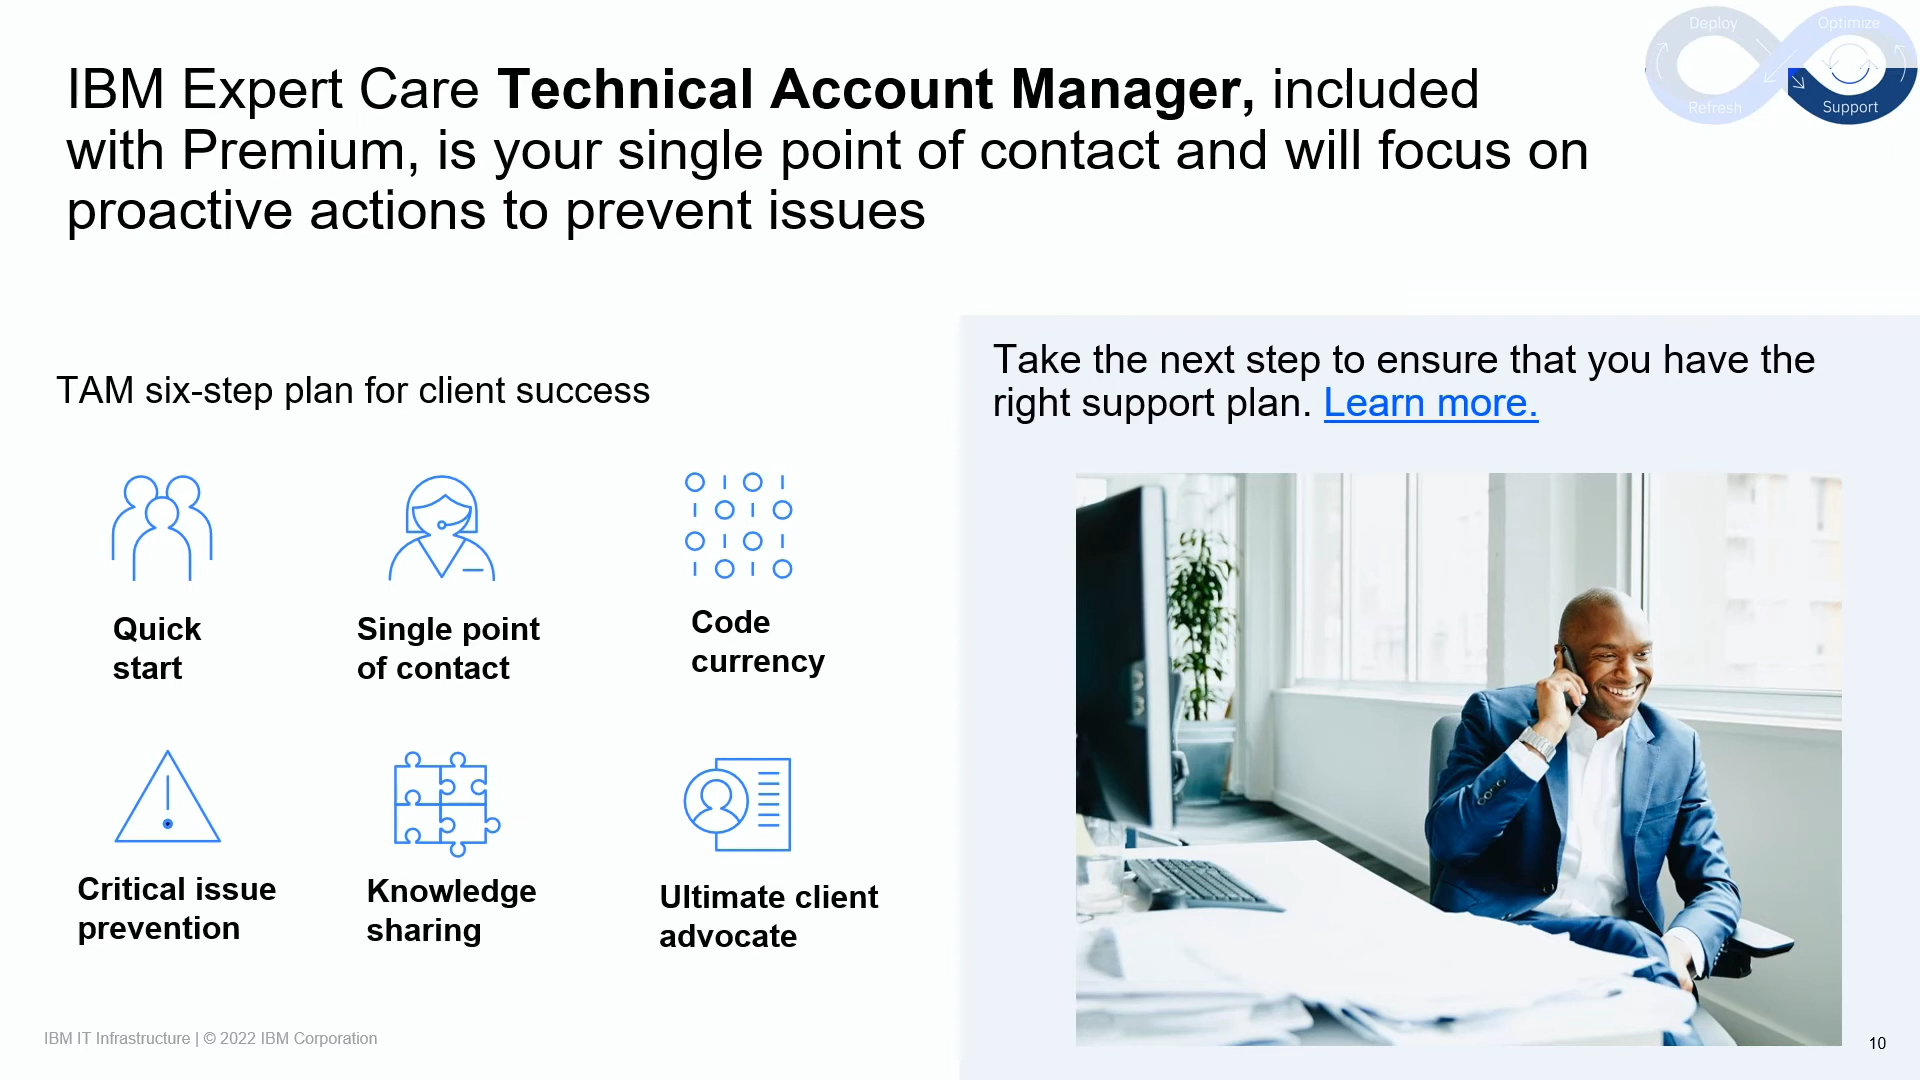 Deploy
Optimize
Refresh
Support
IBM Expert Care Technical Account Manager, included
with Premium, is your single point of contact and will focus on
proactive actions to prevent issues
TAM six-step plan for client success
Quick
start
Single point
of contact
Code
currency
Critical issue
prevention
Knowledge
sharing
Ultimate client
advocate
Take the next step to ensure that you have the
right support plan. Learn more.
IBM IT Infrastructure | © 2022 IBM Corporation
10